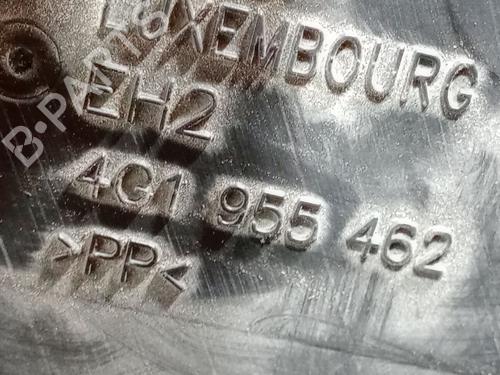 LUXEMBOURG
EH2
4G1 955 462
>PP<
B·PARTS